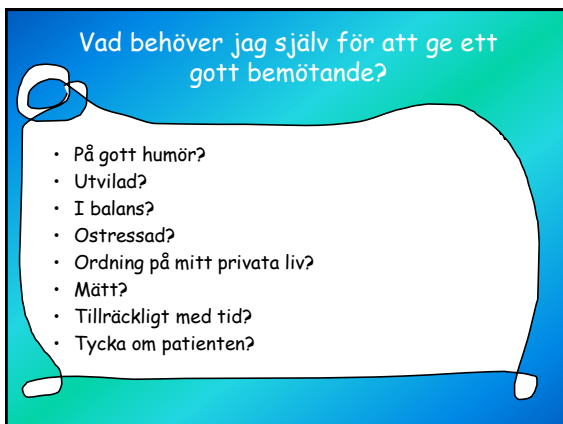 Vad behöver jag själv för att ge ett
gott bemötande?
• På gott humör?
• Utvilad?
• I balans?
• Ostressad?
• Ordning på mitt privata liv?
• Mätt?
• Tillräckligt med tid?
• Tycka om patienten?